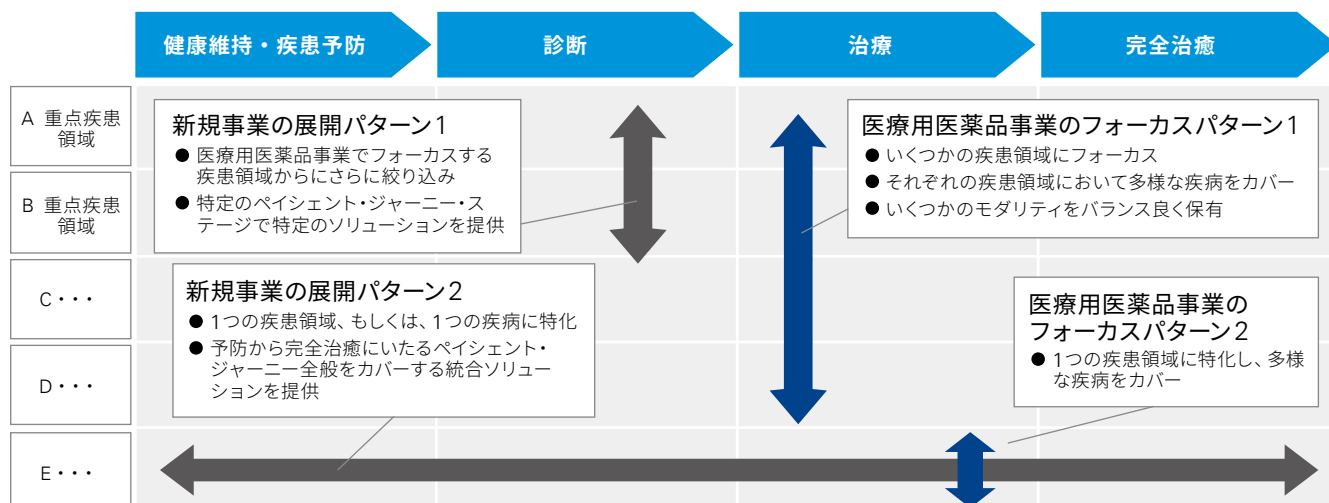 健康維持・疾患予防
診断
治療
完全治癒
A 重点疾患
領域
新規事業の展開パターン1
● 医療用医薬品事業でフォーカスする
疾患領域からにさらに絞り込み
● 特定のペイシェント・ジャーニー・ス
テージで特定のソリューションを提供
医療用医薬品事業のフォーカスパターン1
● いくつかの疾患領域にフォーカス
● それぞれの疾患領域において多様な疾病をカバー
● いくつかのモダリティをバランス良く保有
B 重点疾患
領域
C・・・
新規事業の展開パターン2
● 1つの疾患領域、もしくは、1つの疾病に特化
● 予防から完全治癒にいたるペイシェント・
ジャーニー全般をカバーする統合ソリュー
ションを提供
医療用医薬品事業の
フォーカスパターン2
● 1つの疾患領域に特化し、多様
な疾病をカバー
D・・・
E・・・